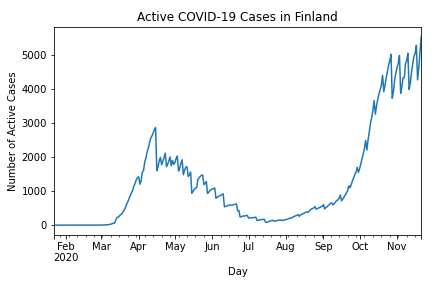 Active COVID-19 Cases in Finland
Number of Active Cases
5000
4000
3000
2000
1000
0
Feb Mar Apr May Jun Jul Aug Sep Oct Nov
2020
Day